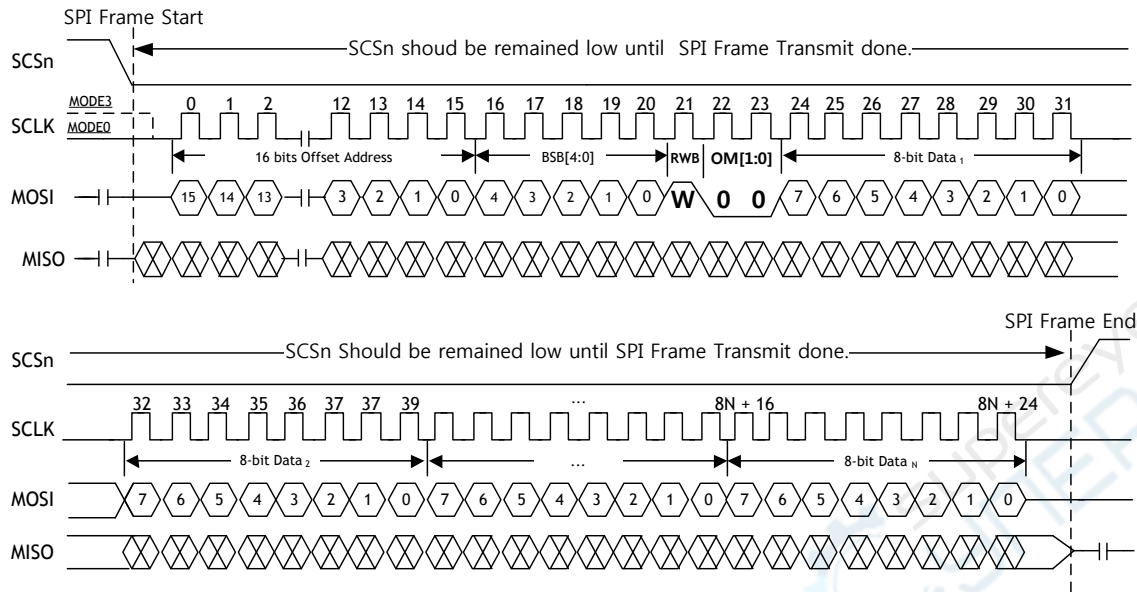 SPI Frame Start
SCSn
SCSn shoud be remained low until SPI Frame Transmit done.
MODE3
0 1 2 12 13 14 15 16 17 18 19 20 21 22 23 24 25 26 27 28 29 30 31
SCLK
MODE0
16 bits Offset Address
BSB[4:0]
RWB
OM[1:0]
8-bit Data 1
MOSI
15 14 13 3 2 1 0 4 3 2 1 0 W 0 0 7 6 5 4 3 2 1 0
MISO
SPI Frame End
SCSn
SCSn Should be remained low until SPI Frame Transmit done.
32 33 34 35 36 37 37 39 ... 8N + 16 8N + 24
SCLK
8-bit Data 2
...
8-bit Data N
MOSI
7 6 5 4 3 2 1 0 7 6 5 4 3 2 1 0 7 6 5 4 3 2 1 0
MISO